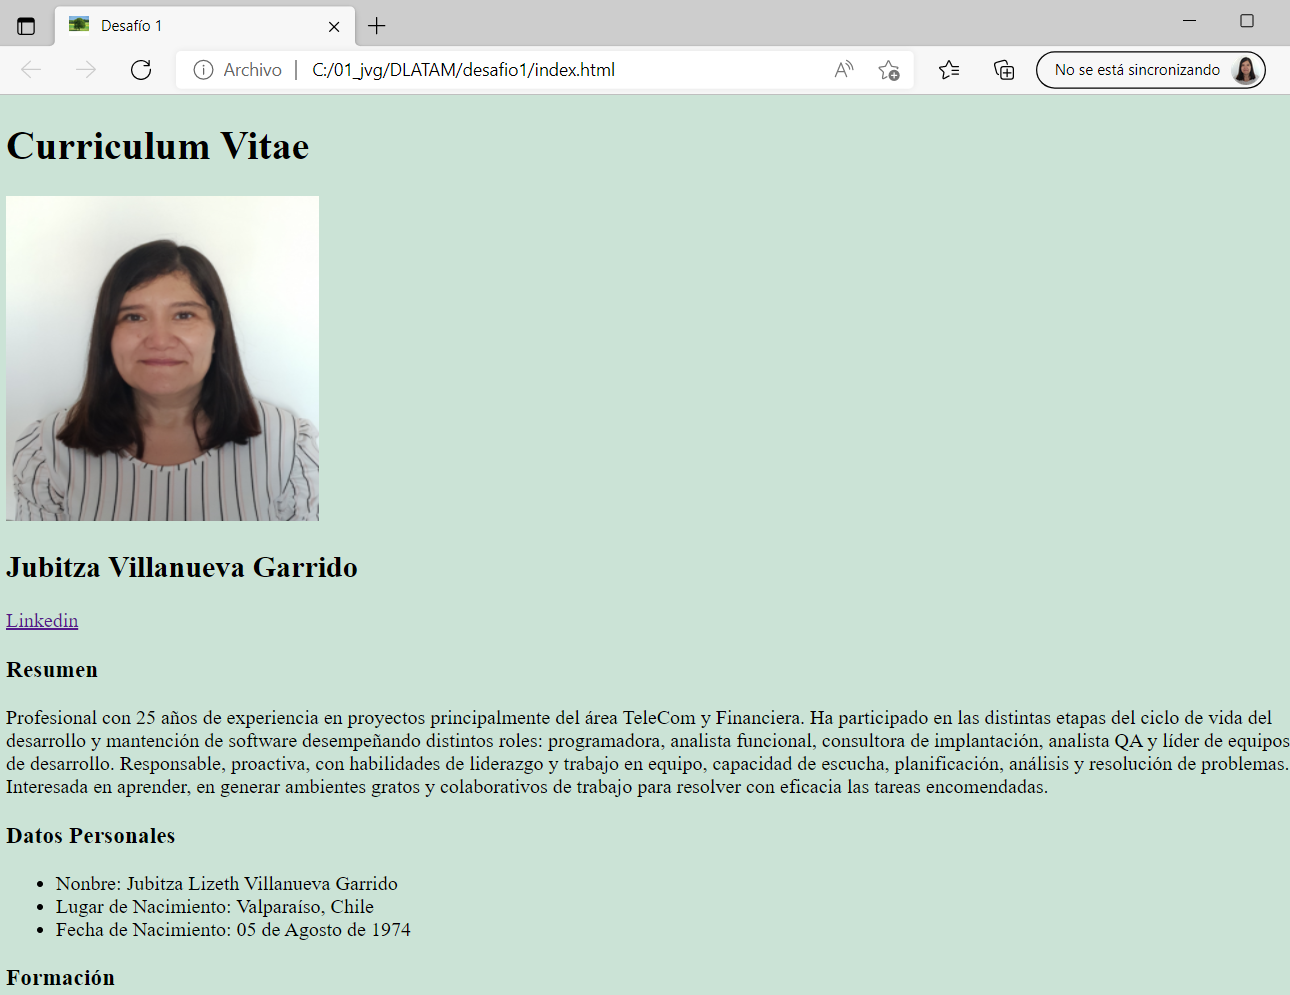 Desafío 1
Archivo | C:/01_jvg/DLATAM/desafio1/index.html
No se está sincronizando
Curriculum Vitae
Jubitza Villanueva Garrido
Linkedin
Resumen
Profesional con 25 años de experiencia en proyectos principalmente del área TeleCom y Financiera. Ha participado en las distintas etapas del ciclo de vida del
desarrollo y mantención de software desempeñando distintos roles: programadora, analista funcional, consultora de implantación, analista QA y líder de equipos
de desarrollo. Responsable, proactiva, con habilidades de liderazgo y trabajo en equipo, capacidad de escucha, planificación, análisis y resolución de problemas.
Interesada en aprender, en generar ambientes gratos y colaborativos de trabajo para resolver con eficacia las tareas encomendadas.
Datos Personales
• Nonbre: Jubitza Lizeth Villanueva Garrido
• Lugar de Nacimiento: Valparaíso, Chile
• Fecha de Nacimiento: 05 de Agosto de 1974
Formación